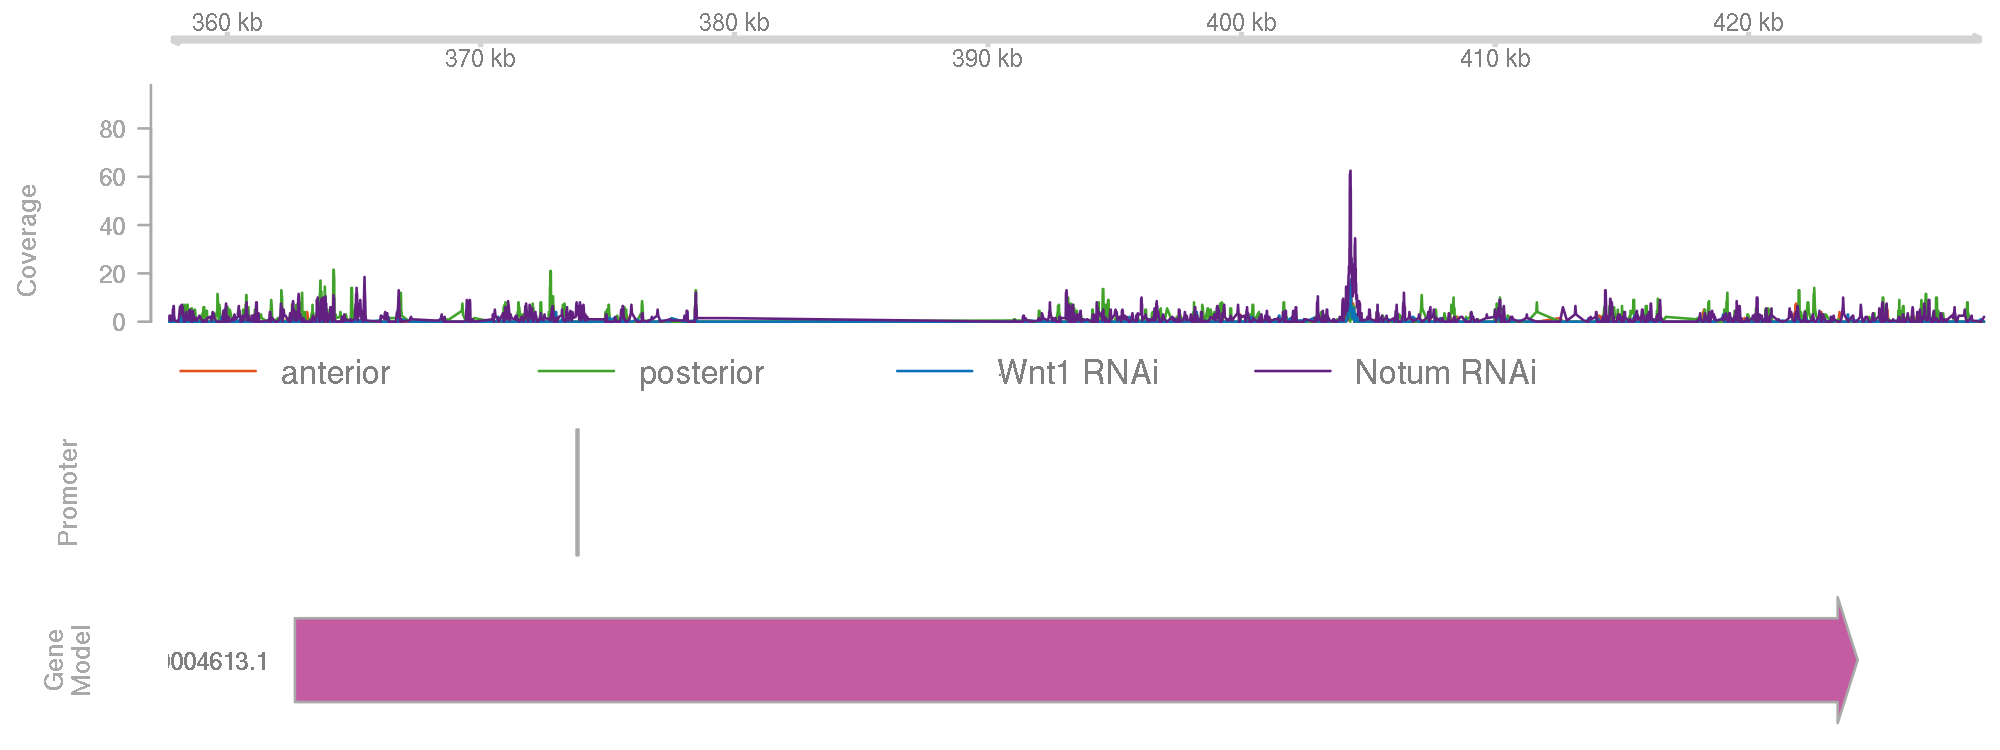 360 kb 380 kb 400 kb 420 kb
370 kb 390 kb 410 kb
Coverage
80
60
40
20
0
anterior posterior Wnt1 RNAi Notum RNAi
Promoter
Gene
Model
004613.1